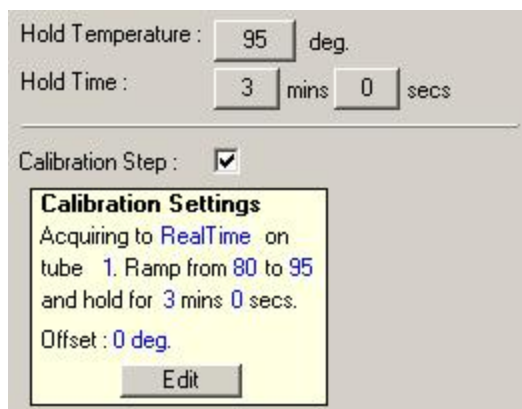 Hold Temperature : 95 deg.
Hold Time : 3 mins 0 secs
Calibration Step :
Calibration Settings
Acquiring to RealTime on
tube 1. Ramp from 80 to 95
and hold for 3 mins 0 secs.
Offset : 0 deg.
Edit